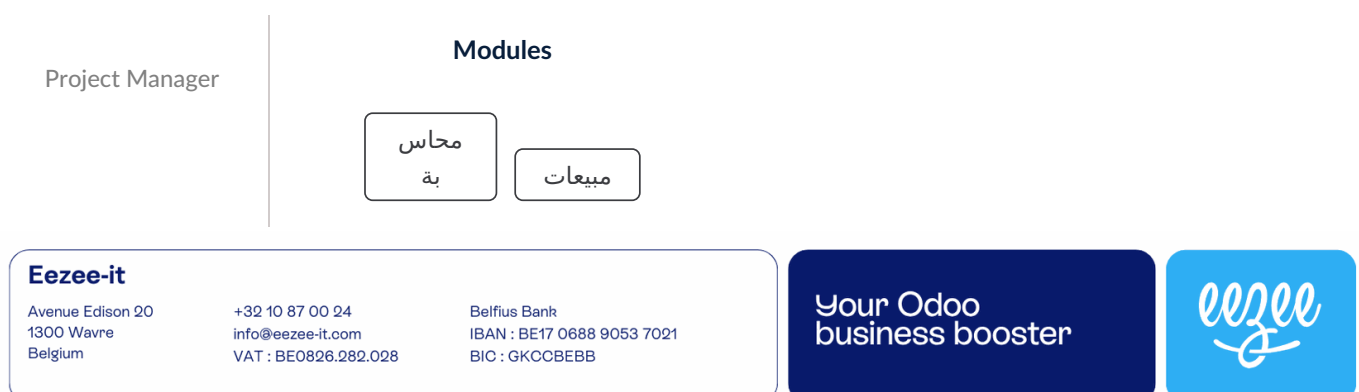 Project Manager
Modules
محاس
بة
مبيعات
Eezee-it
Avenue Edison 20
1300 Wavre
Belgium
+32 10 87 00 24
info@eezee-it.com
VAT : BE0826.282.028
Belfius Bank
IBAN : BE17 0688 9053 7021
BIC : GKCCBEBB
Your Odoo
business booster
eezee